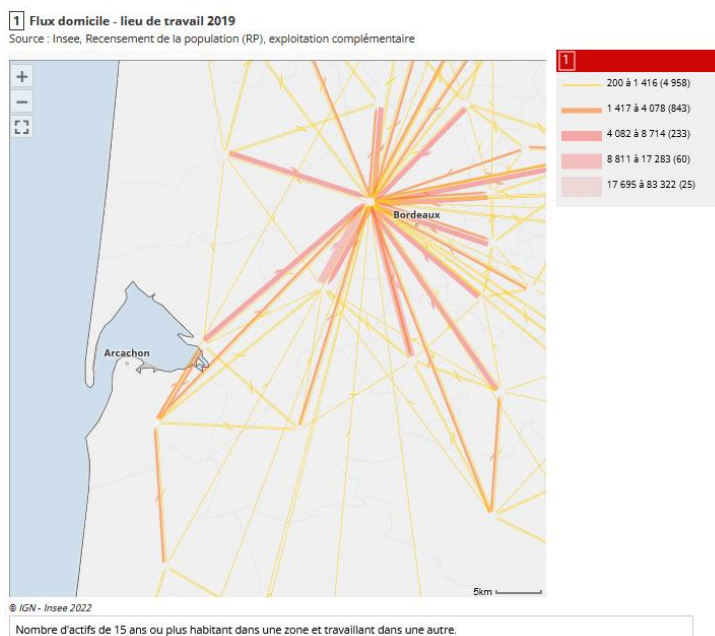 1 Flux domicile - lieu de travail 2019
Source : Insee, Recensement de la population (RP), exploitation complémentaire
1
200 à 1 416 (4 958)
1 417 à 4 078 (843)
4 082 à 8 714 (233)
8 811 à 17 283 (60)
17 695 à 83 322 (25)
Bordeaux
Arcachon
5km
© IGN - Insee 2022
Nombre d'actifs de 15 ans ou plus habitant dans une zone et travaillant dans une autre.